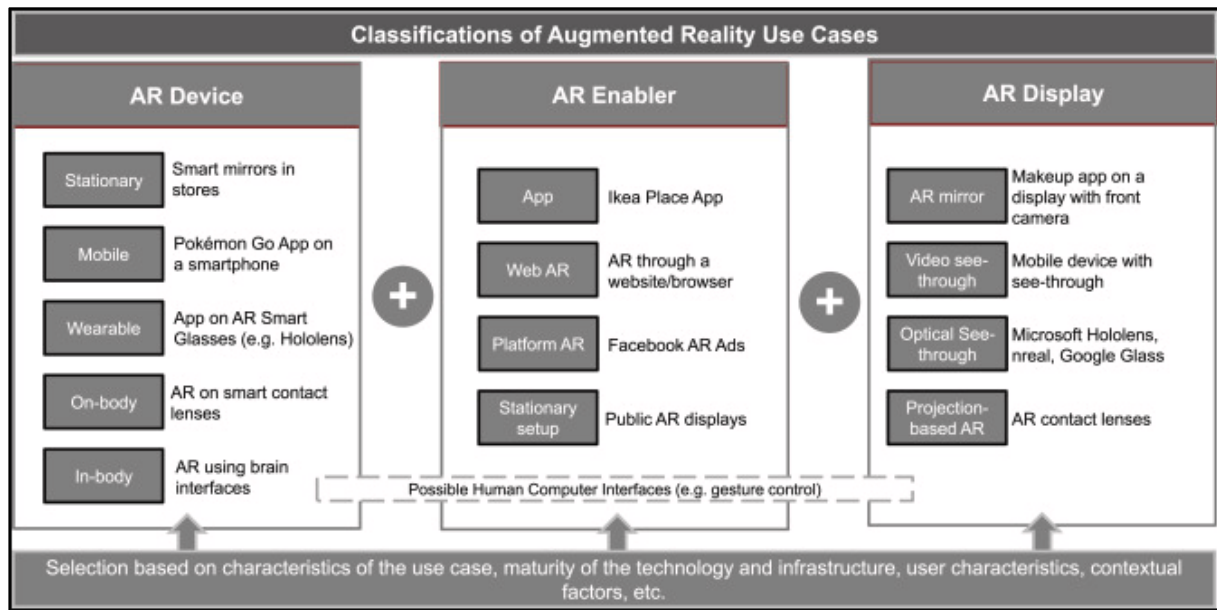 Classifications of Augmented Reality Use Cases
AR Device
Stationary
Smart mirrors in
stores
Mobile
Pokémon Go App on
a smartphone
Wearable
App on AR Smart
Glasses (e.g. Hololens)
On-body
AR on smart contact
lenses
In-body
AR using brain
interfaces
AR Enabler
App
Ikea Place App
Web AR
AR through a
website/browser
Platform AR
Facebook AR Ads
Stationary
setup
Public AR displays
AR Display
AR mirror
Makeup app on a
display with front
camera
Video see-
through
Mobile device with
see-through
Optical See-
through
Microsoft Hololens,
nreal, Google Glass
Projection-
based AR
AR contact lenses
Possible Human Computer Interfaces (e.g. gesture control)
Selection based on characteristics of the use case, maturity of the technology and infrastructure, user characteristics, contextual
factors, etc.